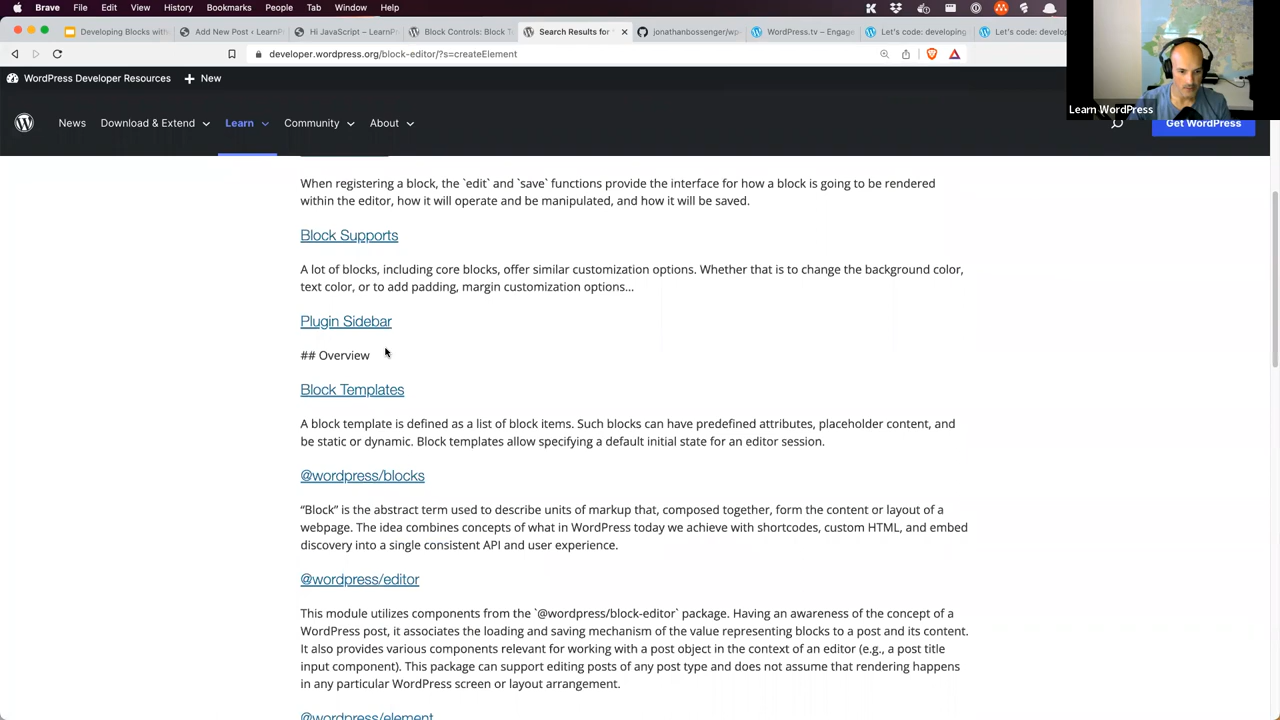 Brave File Edit View History Bookmarks People Tab Window Help
Developing Blocks with
Add New Post ‹ LearnP
Hi JavaScript – LearnP
Block Controls: Block T
Search Results for
jonathanbossenger/wp-
WordPress.tv – Engage
Let's code: developing
Let's code: develo
developer.wordpress.org/block-editor/?s=createElement
WordPress Developer Resources New
Learn WordPress
News Download & Extend Learn Community About Get WordPress
When registering a block, the `edit` and `save` functions provide the interface for how a block is going to be rendered
within the editor, how it will operate and be manipulated, and how it will be saved.
Block Supports
A lot of blocks, including core blocks, offer similar customization options. Whether that is to change the background color,
text color, or to add padding, margin customization options…
Plugin Sidebar
## Overview
Block Templates
A block template is defined as a list of block items. Such blocks can have predefined attributes, placeholder content, and
be static or dynamic. Block templates allow specifying a default initial state for an editor session.
@wordpress/blocks
“Block” is the abstract term used to describe units of markup that, composed together, form the content or layout of a
webpage. The idea combines concepts of what in WordPress today we achieve with shortcodes, custom HTML, and embed
discovery into a single consistent API and user experience.
@wordpress/editor
This module utilizes components from the `@wordpress/block-editor` package. Having an awareness of the concept of a
WordPress post, it associates the loading and saving mechanism of the value representing blocks to a post and its content.
It also provides various components relevant for working with a post object in the context of an editor (e.g., a post title
input component). This package can support editing posts of any post type and does not assume that rendering happens
in any particular WordPress screen or layout arrangement.
@wordpress/element